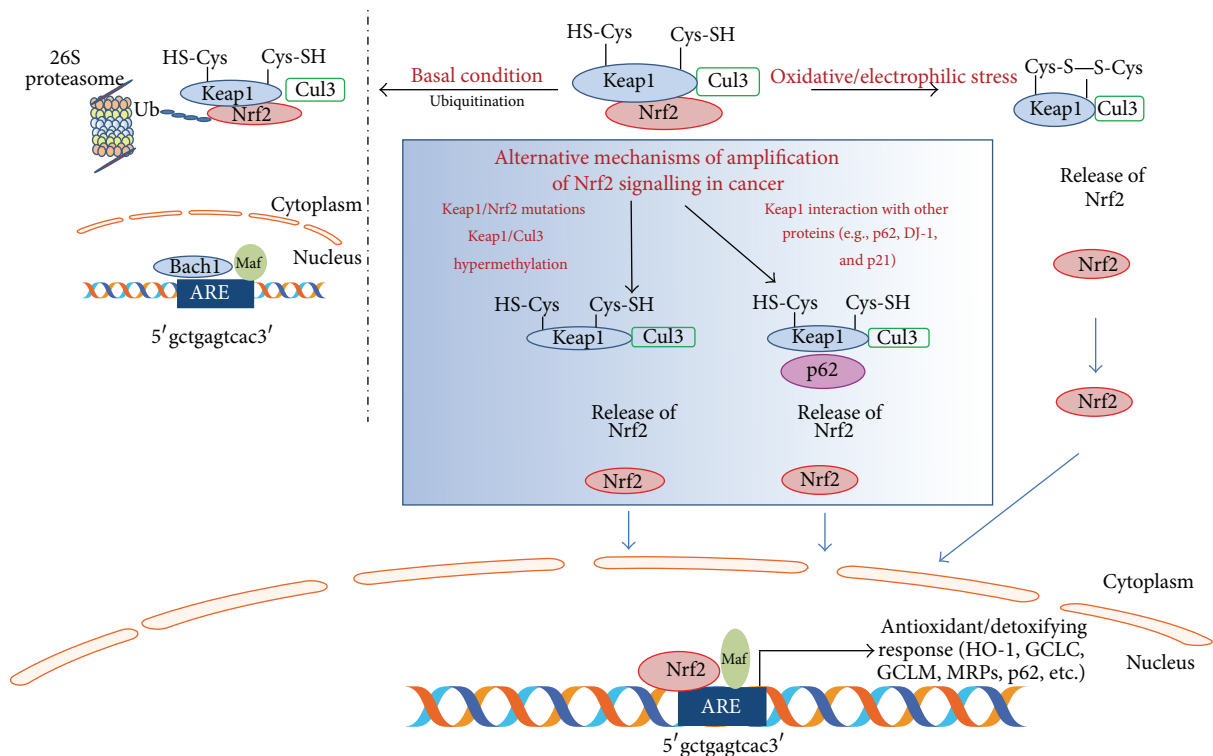 26S
proteasome
HS-Cys
Cys-SH
Keap1
Cul3
Ub
Nrf2
Cytoplasm
Nucleus
Bach1
Maf
ARE
5′gctgagtcac3′
Basal condition
Ubiquitination
HS-Cys
Cys-SH
Keap1
Cul3
Nrf2
Oxidative/electrophilic stress
Cys-S—S-Cys
Keap1
Cul3
Release of
Nrf2
Nrf2
Nrf2
Alternative mechanisms of amplification
of Nrf2 signalling in cancer
Keap1/Nrf2 mutations
Keap1/Cul3
hypermethylation
Keap1 interaction with other
proteins (e.g., p62, DJ-1,
and p21)
HS-Cys
Cys-SH
Keap1
Cul3
Release of
Nrf2
Nrf2
HS-Cys
Cys-SH
Keap1
Cul3
p62
Release of
Nrf2
Nrf2
Cytoplasm
Nucleus
Nrf2
Maf
ARE
5′gctgagtcac3′
Antioxidant/detoxifying
response (HO-1, GCLC,
GCLM, MRPs, p62, etc.)